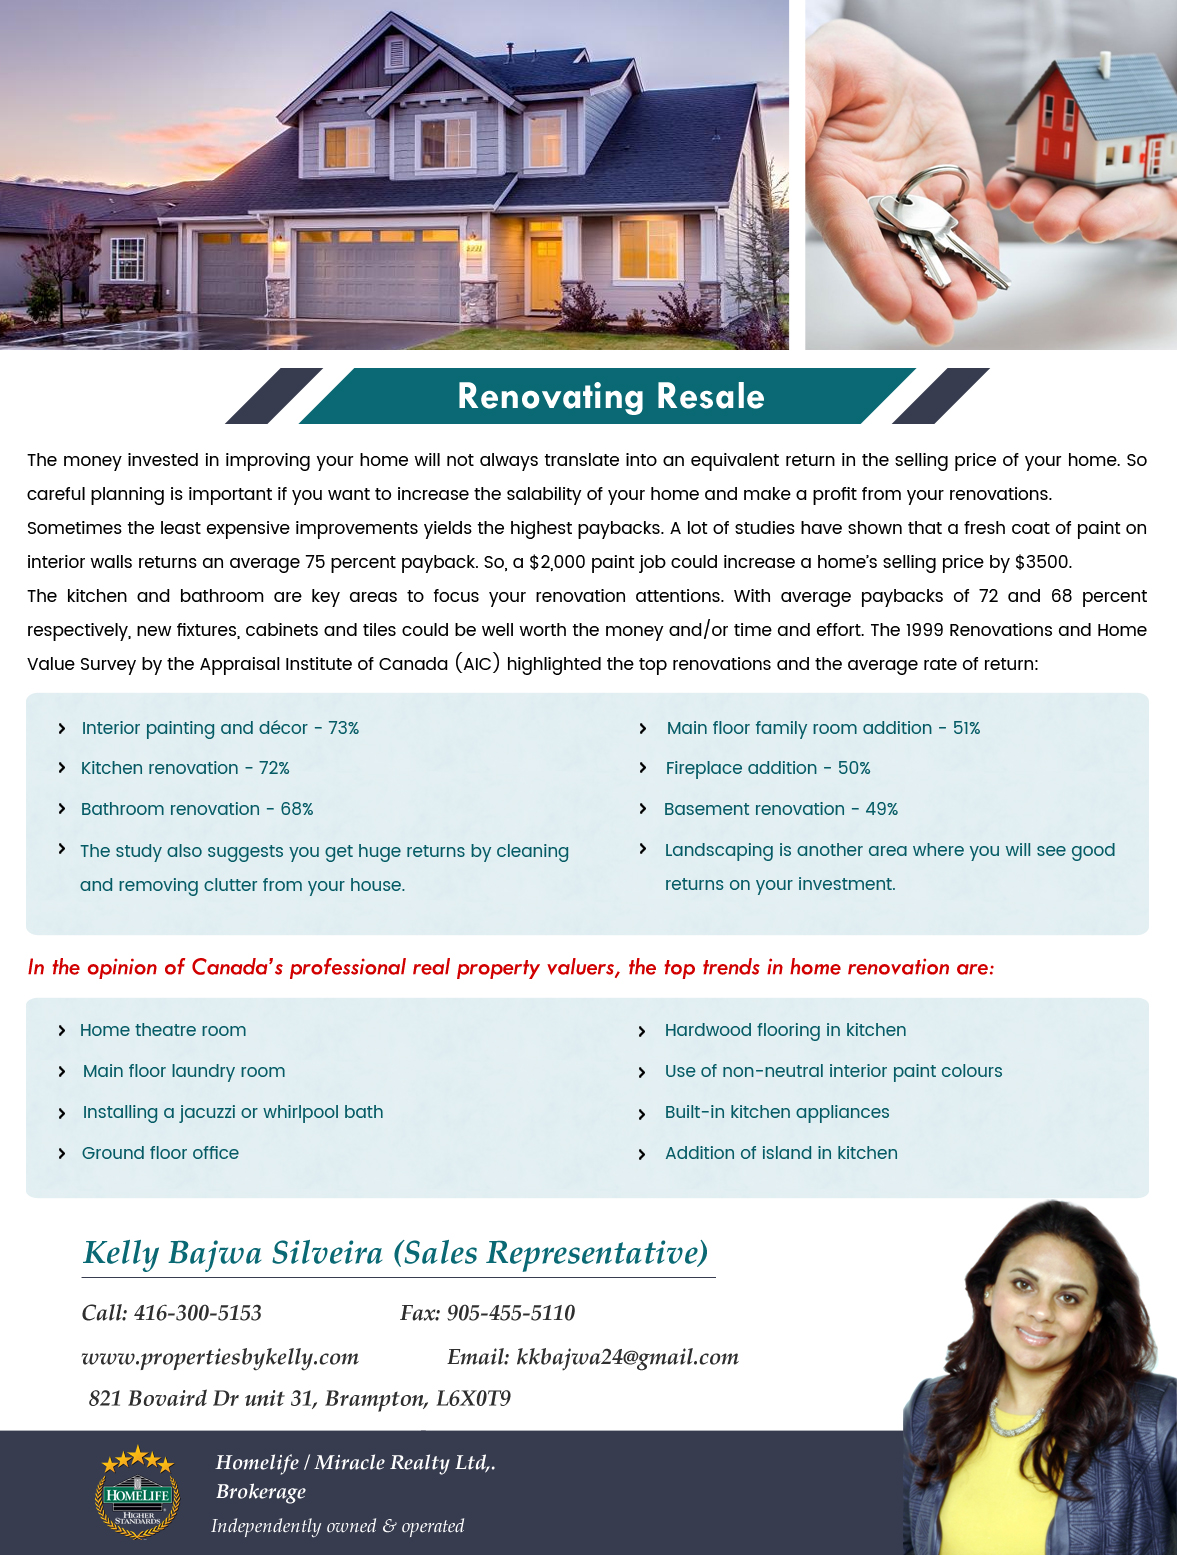 Renovating Resale
The money invested in improving your home will not always translate into an equivalent return in the selling price of your home. So
careful planning is important if you want to increase the salability of your home and make a profit from your renovations.
Sometimes the least expensive improvements yields the highest paybacks. A lot of studies have shown that a fresh coat of paint on
interior walls returns an average 75 percent payback. So, a $2,000 paint job could increase a home's selling price by $3500.
The kitchen and bathroom are key areas to focus your renovation attentions. With average paybacks of 72 and 68 percent
respectively, new fixtures, cabinets and tiles could be well worth the money and/or time and effort. The 1999 Renovations and Home
Value Survey by the Appraisal Institute of Canada (AIC) highlighted the top renovations and the average rate of return:
Interior painting and décor - 73%
Kitchen renovation - 72%
Bathroom renovation - 68%
The study also suggests you get huge returns by cleaning
and removing clutter from your house.
Main floor family room addition - 51%
Fireplace addition - 50%
Basement renovation - 49%
Landscaping is another area where you will see good
returns on your investment.
In the opinion of Canada's professional real property valuers, the top trends in home renovation are:
Home theatre room
Main floor laundry room
Installing a jacuzzi or whirlpool bath
Ground floor office
Hardwood flooring in kitchen
Use of non-neutral interior paint colours
Built-in kitchen appliances
Addition of island in kitchen
Kelly Bajwa Silveira (Sales Representative)
Call: 416-300-5153 Fax: 905-455-5110
www.propertiesbykelly.com Email: kkbajwa24@gmail.com
821 Bovaird Dr unit 31, Brampton, L6X0T9
HOMELIFE
HIGHER
STANDARDS
Homelife / Miracle Realty Ltd,.
Brokerage
Independently owned & operated